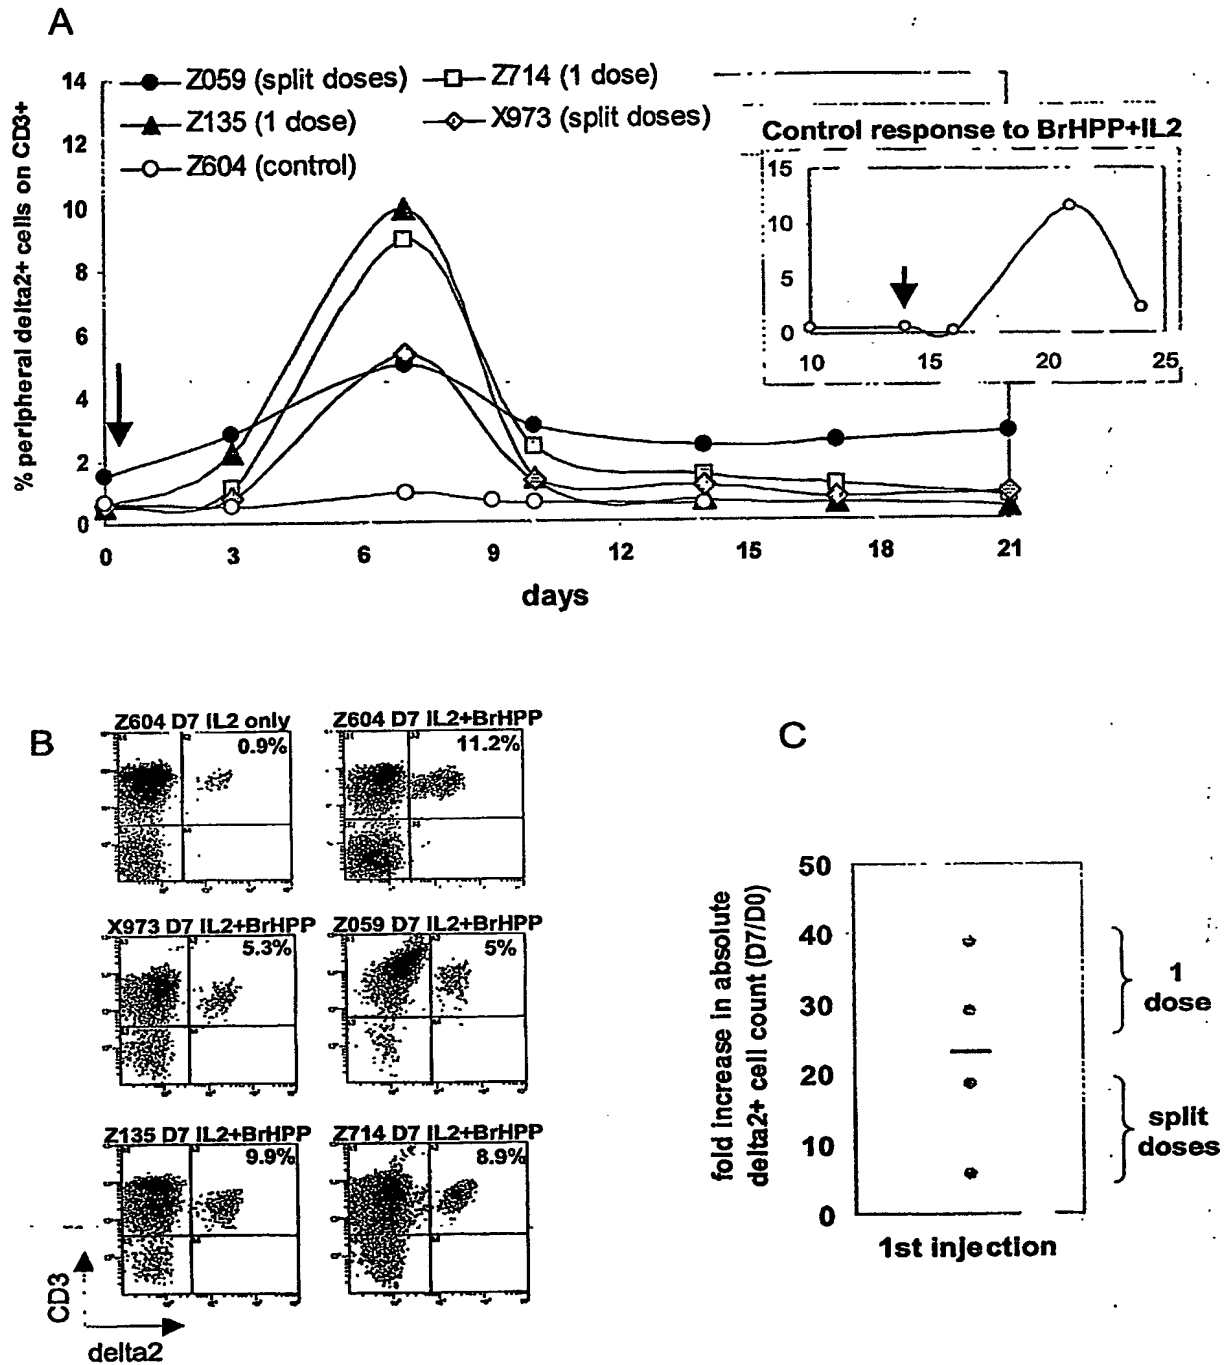 A
Z059 (split doses)
Z714 (1 dose)
Z135 (1 dose)
X973 (split doses)
Z604 (control)
% peripheral delta2+ cells on CD3+
14
12
10
8
6
4
2
0
0 3 6 9 12 15 18 21
days
Control response to BrHPP+IL2
15
10
5
0
10 15 20 25
B
Z604 D7 IL2 only
0.9%
Z604 D7 IL2+BrHPP
11.2%
X973 D7 IL2+BrHPP
5.3%
Z059 D7 IL2+BrHPP
5%
Z135 D7 IL2+BrHPP
9.9%
Z714 D7 IL2+BrHPP
8.9%
CD3
delta2
C
fold increase in absolute
delta2+ cell count (D7/D0)
50
40
30
20
10
0
1
dose
split
doses
1st injection